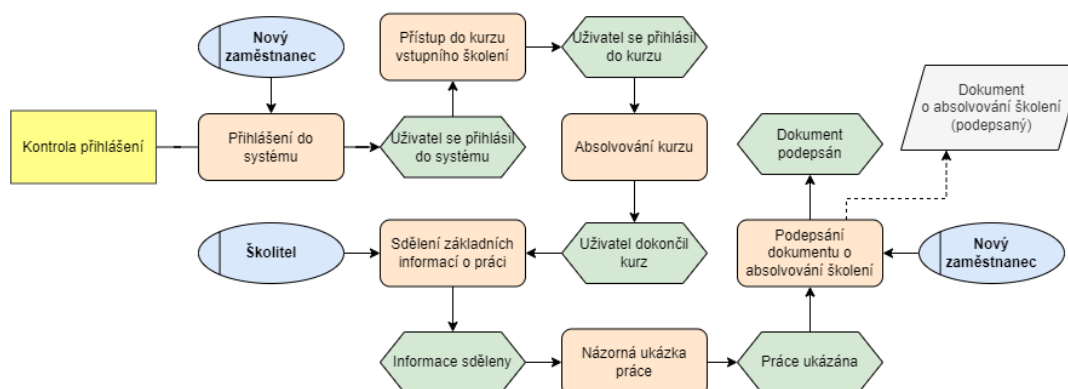 Nový
zaměstnanec
Přístup do kurzu
vstupního školení
Uživatel se přihlásil
do kurzu
Dokument
o absolvování školení
(podepsaný)
Kontrola přihlášení
Přihlášení do
systému
Uživatel se přihlásil
do systému
Absolvování kurzu
Dokument
podepsán
Školitel
Sdělení základních
informací o práci
Uživatel dokončil
kurz
Podepsání
dokumentu o
absolvování školení
Nový
zaměstnanec
Informace sděleny
Názorná ukázka
práce
Práce ukázána